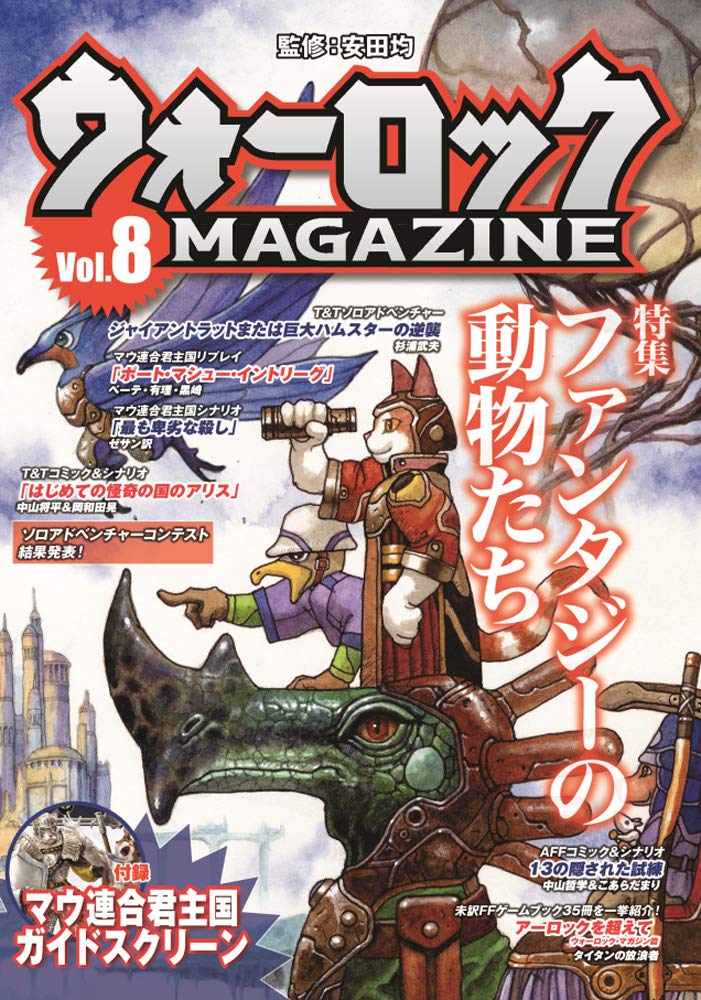 監修：安田均
ウォーロック
MAGAZINE
Vol.8
特集
ファンタジーの
動物たち
T&Tソロアドベンチャー
ジャイアントラットまたは巨大ハムスターの逆襲
杉浦武夫
マウ連合君主国リプレイ
「ポート・マシュー・イントリーグ」
ベーテ・有理・黒崎
マウ連合君主国シナリオ
「最も卑劣な殺し」
ゼサン訳
T&Tコミック&シナリオ
「はじめての怪奇の国のアリス」
中山将平&岡和田晃
ソロアドベンチャーコンテスト
結果発表！
付録
マウ連合君主国
ガイドスクリーン
AFFコミック&シナリオ
13の隠された試練
中山哲学&こあらだまり
未訳FFゲームブック35冊を一挙紹介！
アーロックを超えて
ウォーロック・マガジン篇
タイタンの放浪者